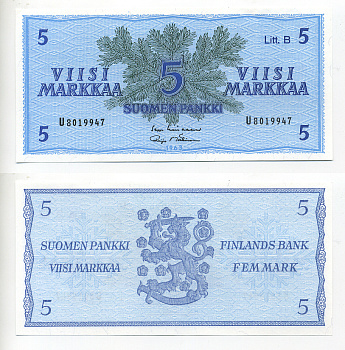 5 Litt. B 5
VIISI 5 VIISI
MARKKAA MARKKAA
SUOMEN PANKKI
U8019947 U8019947
5 5
1963
5 5
SUOMEN PANKKI FINLANDS BANK
VIISI MARKKAA FEM MARK
5 5